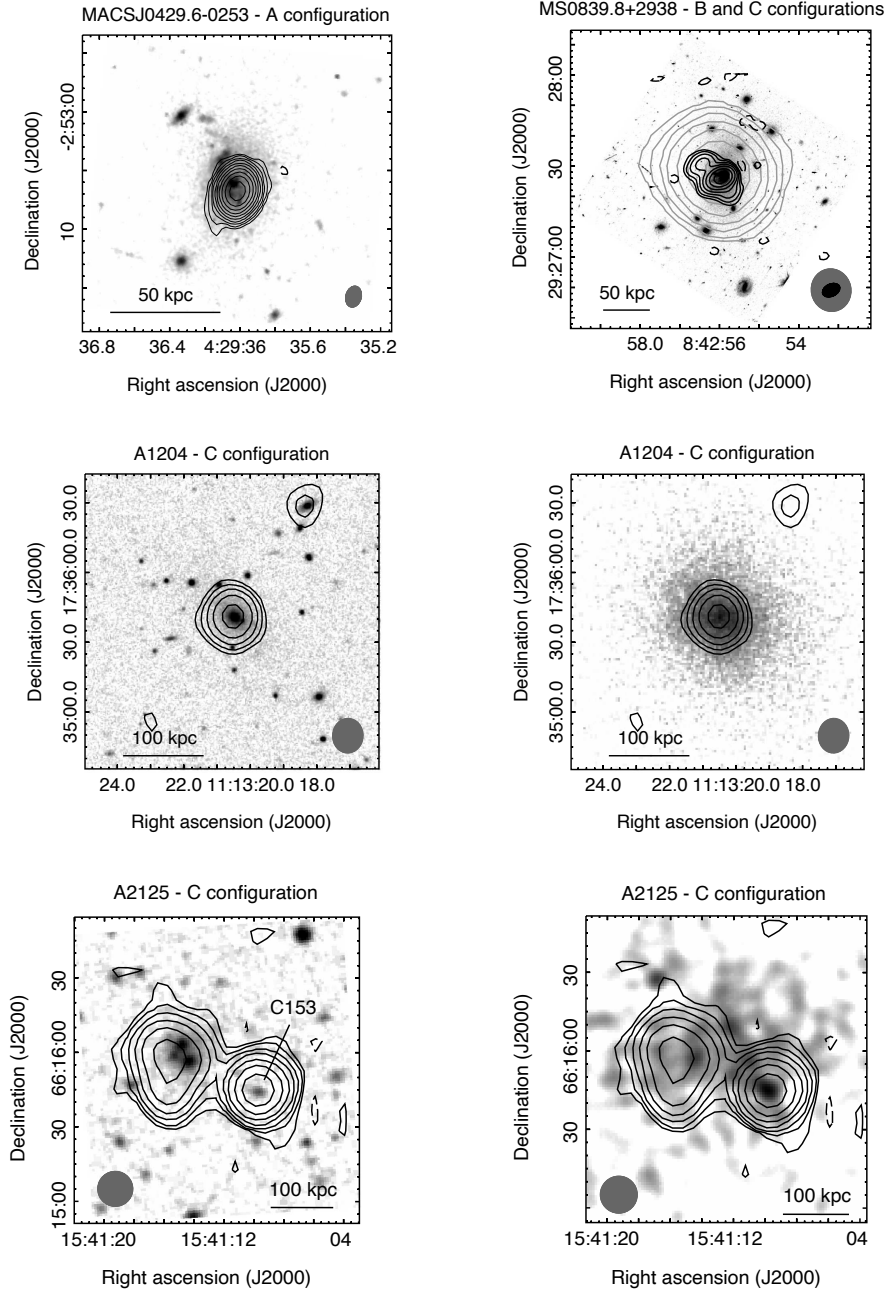 MACSJ0429.6-0253 - A configuration
Declination (J2000)
-2:53:00
10
50 kpc
36.8 36.4 4:29:36 35.6 35.2
Right ascension (J2000)
MS0839.8+2938 - B and C configurations
Declination (J2000)
28:00
30
29:27:00
50 kpc
58.0 8:42:56 54
Right ascension (J2000)
A1204 - C configuration
Declination (J2000)
30.0
17:36:00.0
30.0
35:00.0
100 kpc
24.0 22.0 11:13:20.0 18.0
Right ascension (J2000)
A1204 - C configuration
Declination (J2000)
30.0
17:36:00.0
30.0
35:00.0
100 kpc
24.0 22.0 11:13:20.0 18.0
Right ascension (J2000)
A2125 - C configuration
Declination (J2000)
30
66:16:00
30
15:00
C153
100 kpc
15:41:20 15:41:12 04
Right ascension (J2000)
A2125 - C configuration
Declination (J2000)
30
66:16:00
30
100 kpc
15:41:20 15:41:12 04
Right ascension (J2000)